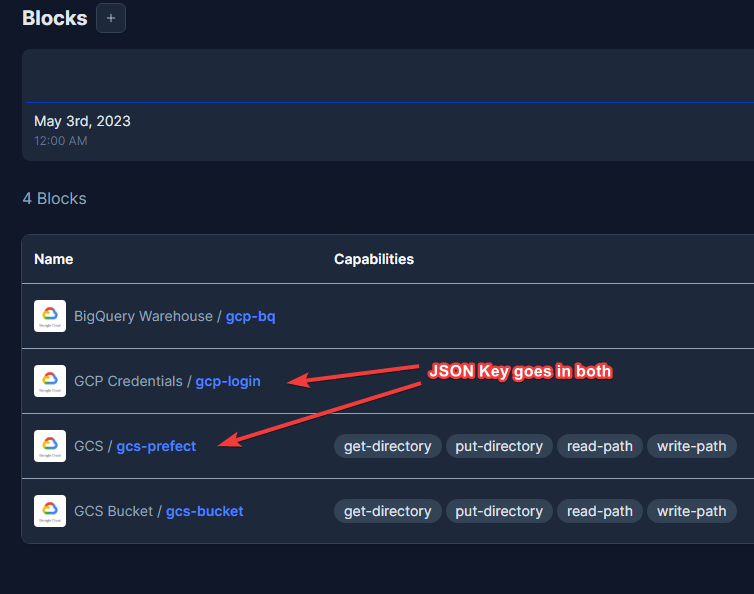 Blocks +
May 3rd, 2023
12:00 AM
4 Blocks
Name Capabilities
BigQuery Warehouse / gcp-bq
GCP Credentials / gcp-login
JSON Key goes in both
GCS / gcs-prefect get-directory put-directory read-path write-path
GCS Bucket / gcs-bucket get-directory put-directory read-path write-path